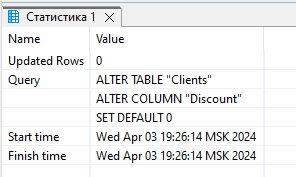 Статистика 1
Name Value
Updated Rows 0
Query ALTER TABLE "Clients"
ALTER COLUMN "Discount"
SET DEFAULT 0
Start time Wed Apr 03 19:26:14 MSK 2024
Finish time Wed Apr 03 19:26:14 MSK 2024